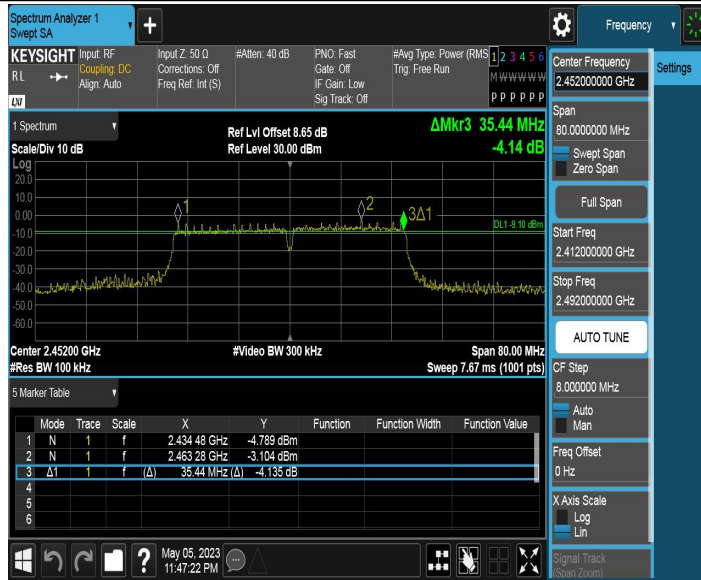 Spectrum Analyzer 1
Swept SA
+
Frequency
KEYSIGHT
RL
LXI
Input: RF
Coupling: DC
Align: Auto
Input Z: 50 Ω
Corrections: Off
Freq Ref: Int (S)
#Atten: 40 dB
PNO: Fast
Gate: Off
IF Gain: Low
Sig Track: Off
#Avg Type: Power (RMS
Trig: Free Run
1 2 3 4 5 6
M W W W W W
P P P P P P
Center Frequency
2.452000000 GHz
Settings
Span
80.0000000 MHz
Swept Span
Zero Span
Full Span
Start Freq
2.412000000 GHz
Stop Freq
2.492000000 GHz
AUTO TUNE
CF Step
8.000000 MHz
Auto
Man
Freq Offset
0 Hz
X Axis Scale
Log
Lin
Signal Track
(Span Zoom)
1 Spectrum
Scale/Div 10 dB
Ref Lvl Offset 8.65 dB
Ref Level 30.00 dBm
ΔMkr3 35.44 MHz
-4.14 dB
Log
20.0
10.0
0.00
-10.0
-20.0
-30.0
-40.0
-50.0
-60.0
1
2
3Δ1
DL1 -9.10 dBm
Center 2.45200 GHz
#Video BW 300 kHz
Span 80.00 MHz
#Res BW 100 kHz
Sweep 7.67 ms (1001 pts)
5 Marker Table
Mode Trace Scale X Y Function Function Width Function Value
1 N 1 f 2.434 48 GHz -4.789 dBm
2 N 1 f 2.463 28 GHz -3.104 dBm
3 Δ1 1 f (Δ) 35.44 MHz (Δ) -4.135 dB
4
5
6
?
May 05, 2023
11:47:22 PM